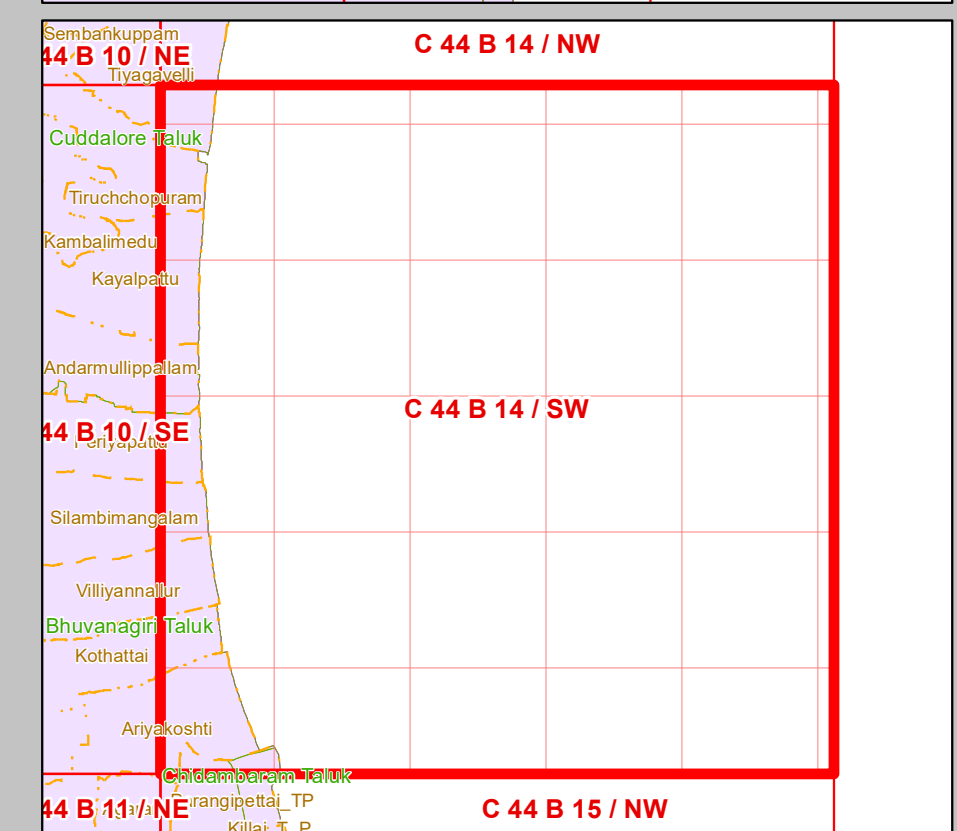 Sembankuppam
C 44 B 14 / NW
44 B 10 / NE
Tiyagavelli
Cuddalore Taluk
Tiruchchopuram
Kambalimedu
Kayalpattu
Andarmullippallam
C 44 B 14 / SW
44 B 10 / SE
Periyapattu
Silambimangalam
Villiyannallur
Bhuvanagiri Taluk
Kothattai
Ariyakoshti
Chidambaram Taluk
Parangipettai_TP
44 B 11 / NE
C 44 B 15 / NW
Killai_T_P